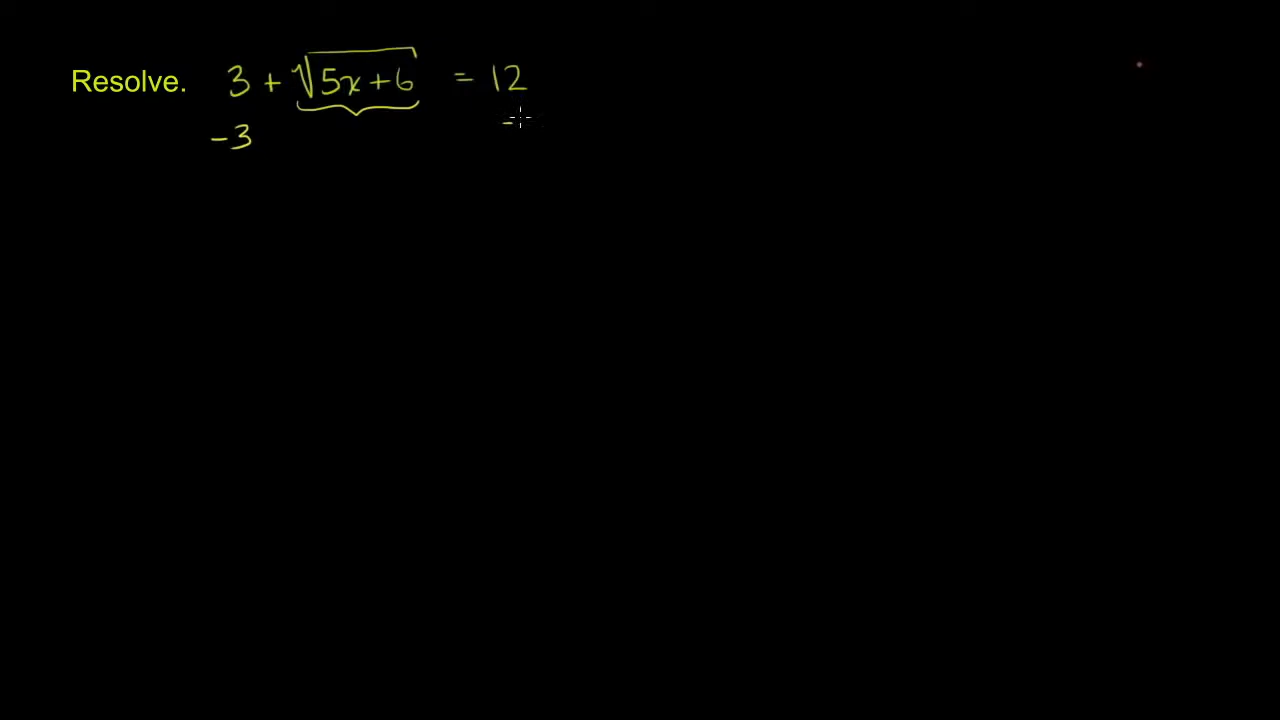 Resolve. 3 + √5x+6 = 12
-3 -